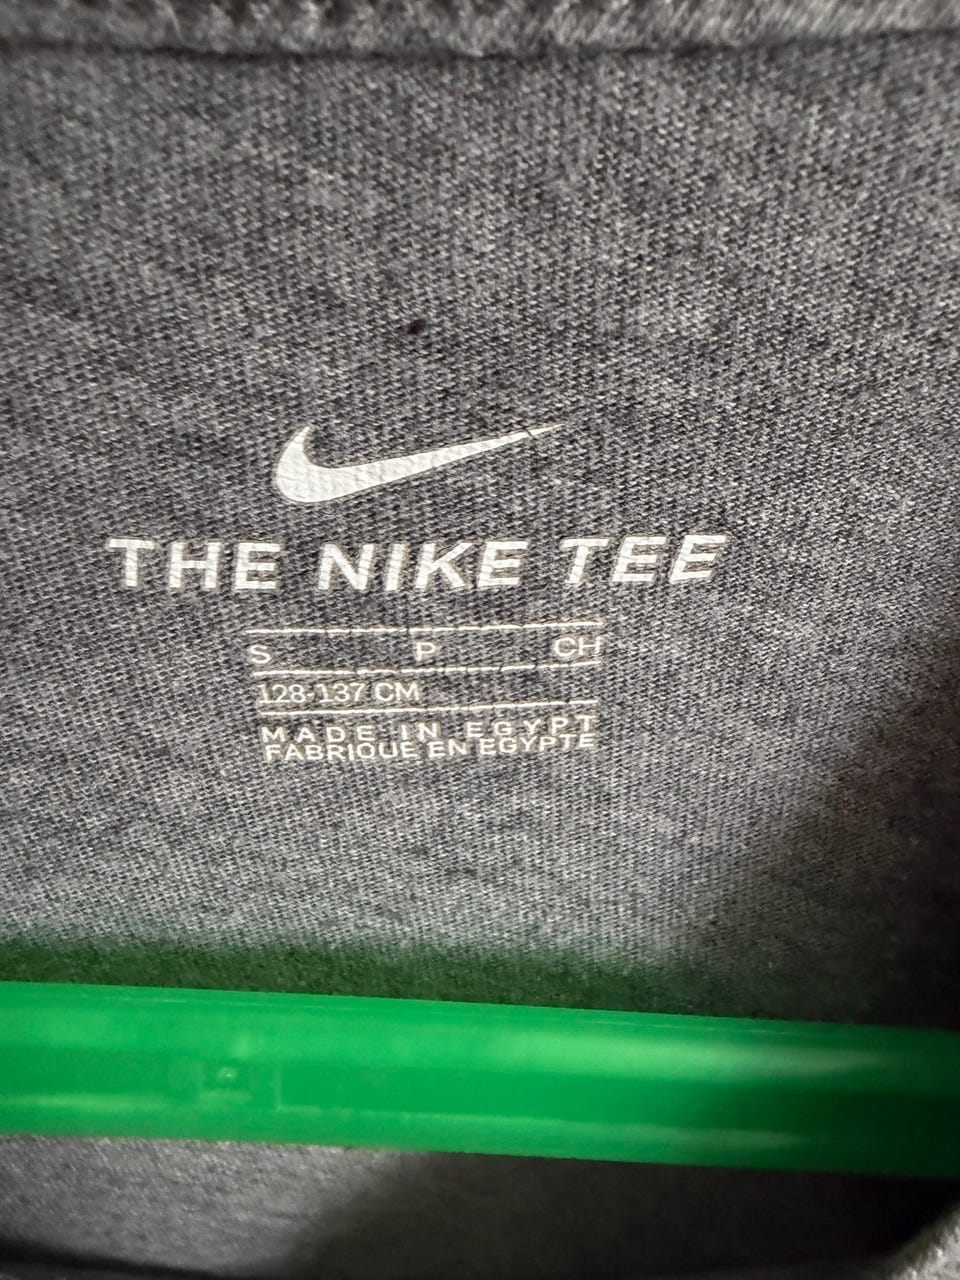 THE NIKE TEE
S P CH
128-137 CM
MADE IN EGYPT
FABRIQUE EN EGYPTE